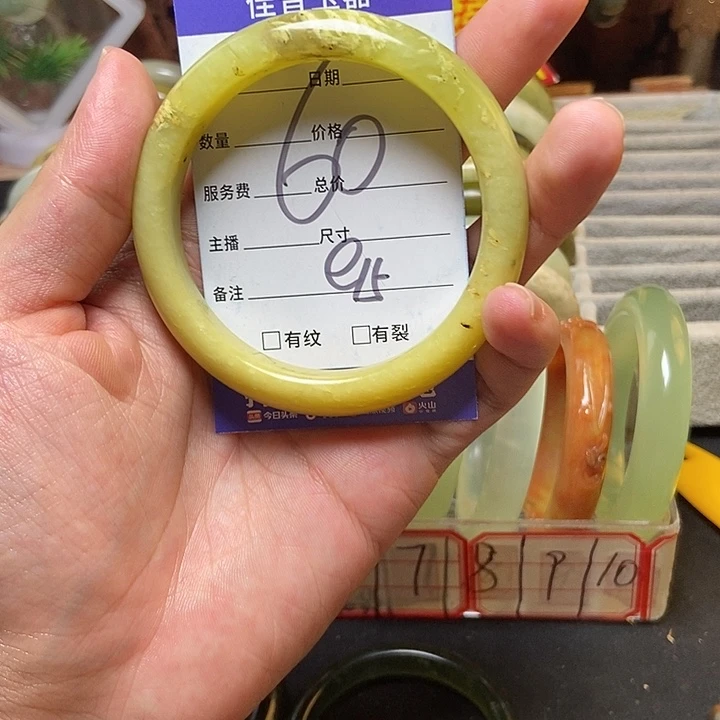 日期
数量 价格
60
服务费 总价
主播 尺寸
备注
□有纹 □有裂
今日头条 火山
7 8 9 10